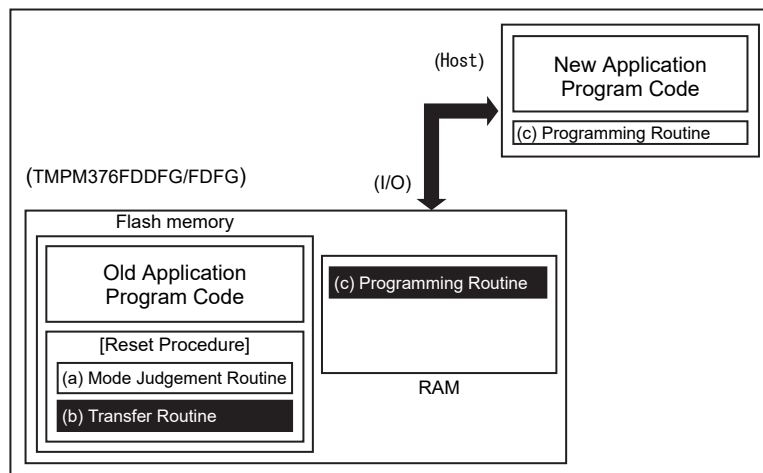 (Host)
New Application
Program Code
(c) Programming Routine
(TMPM376FDDFG/FDFG)
(I/O)
Flash memory
Old Application
Program Code
(c) Programming Routine
[Reset Procedure]
(a) Mode Judgement Routine
(b) Transfer Routine
RAM